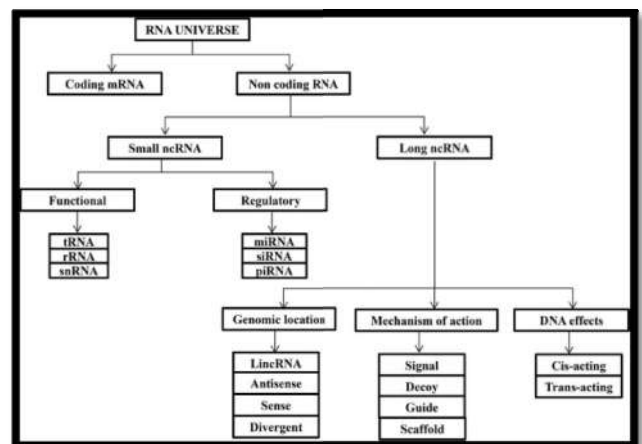 RNA UNIVERSE
Coding mRNA
Non coding RNA
Small ncRNA
Long ncRNA
Functional
Regulatory
tRNA
rRNA
snRNA
miRNA
siRNA
piRNA
Genomic location
Mechanism of action
DNA effects
LincRNA
Antisense
Sense
Divergent
Signal
Decoy
Guide
Scaffold
Cis-acting
Trans-acting